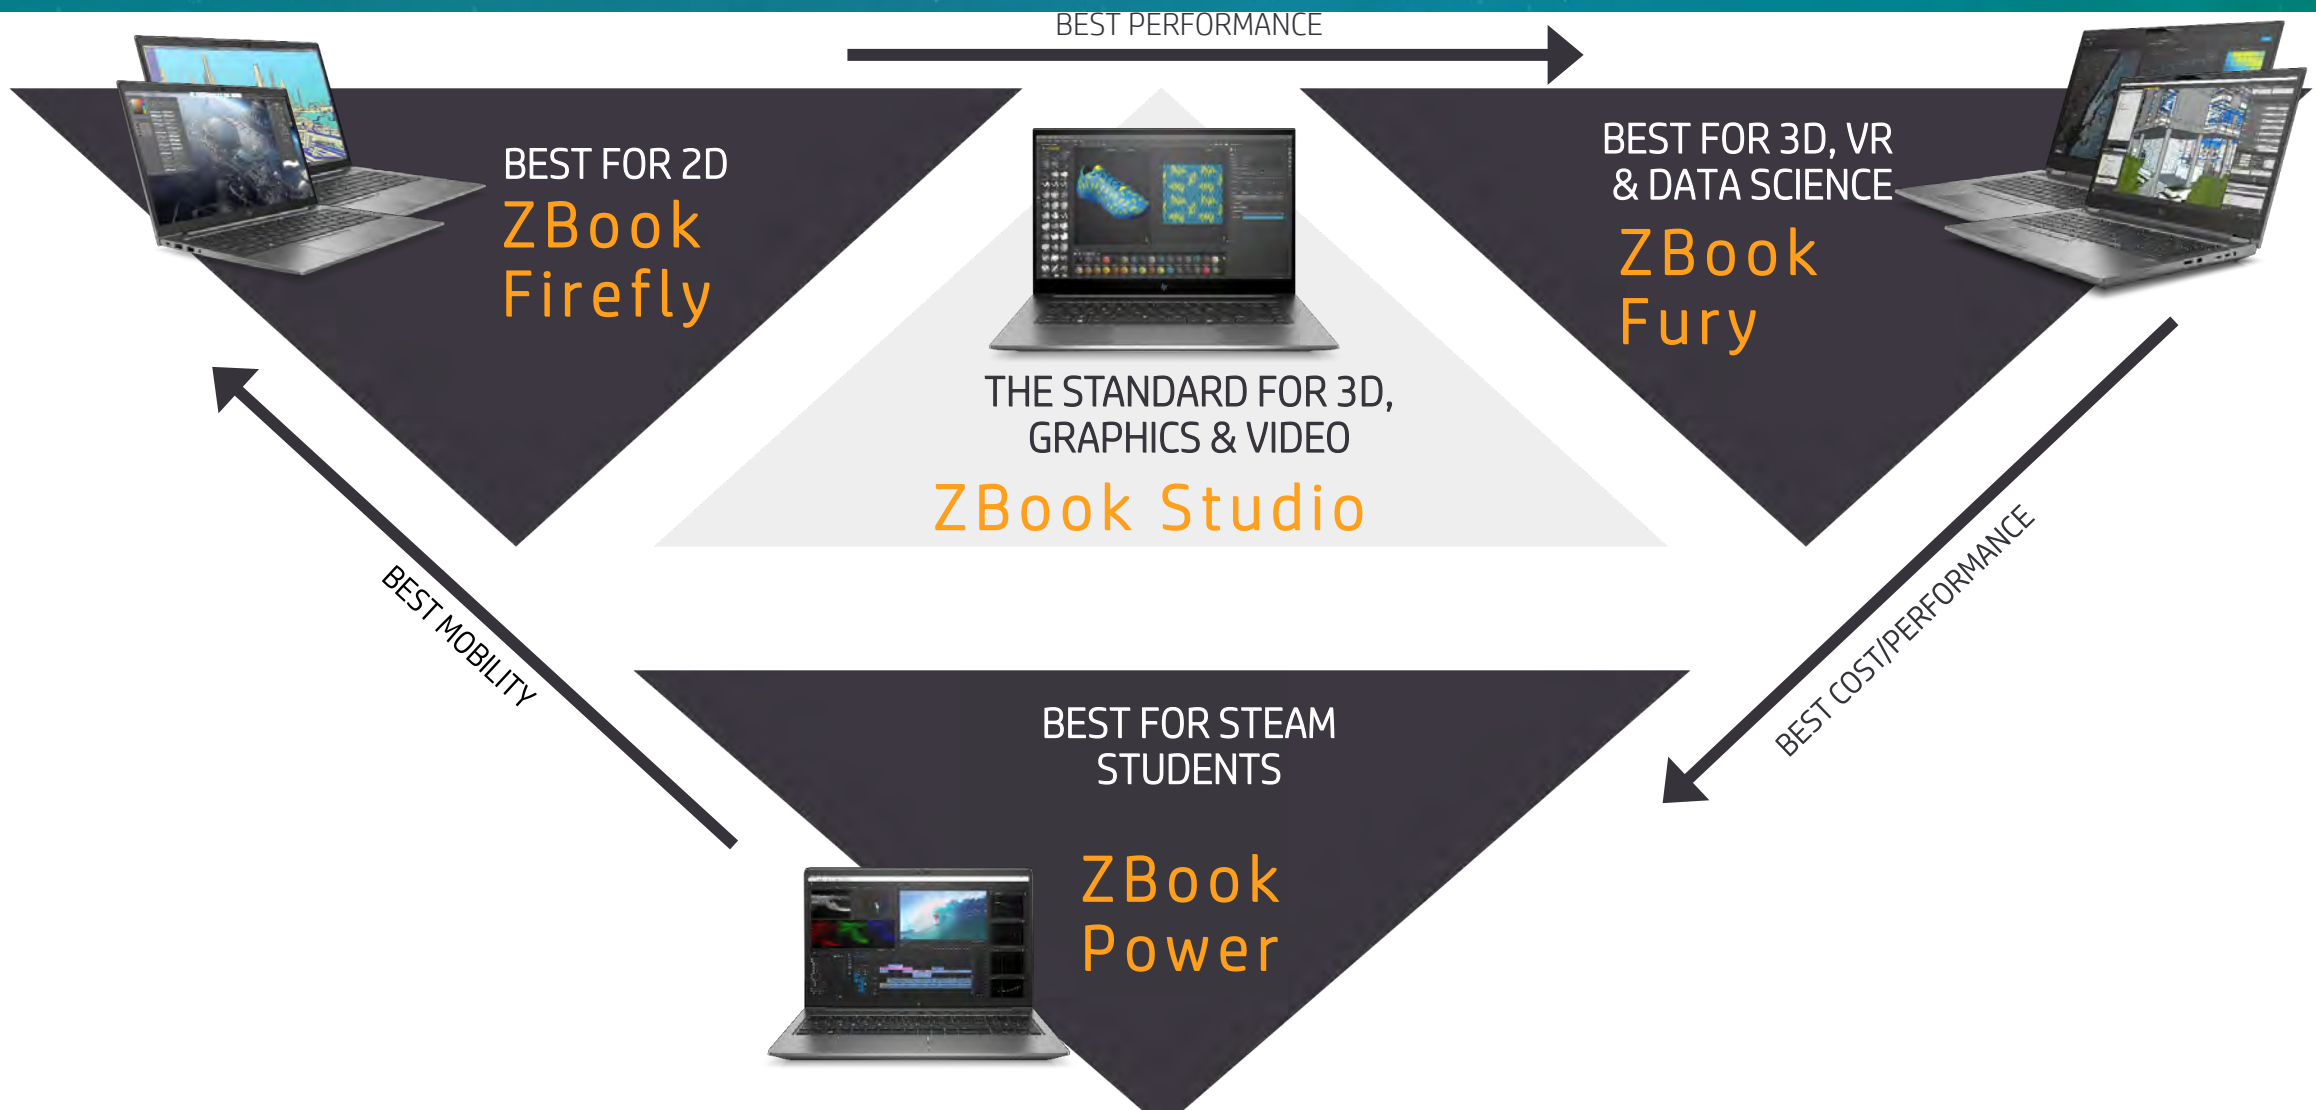 BEST PERFORMANCE
BEST FOR 2D
ZBook
Firefly
THE STANDARD FOR 3D,
GRAPHICS & VIDEO
ZBook Studio
BEST FOR 3D, VR
& DATA SCIENCE
ZBook
Fury
BEST MOBILITY
BEST COST/PERFORMANCE
BEST FOR STEAM
STUDENTS
ZBook
Power